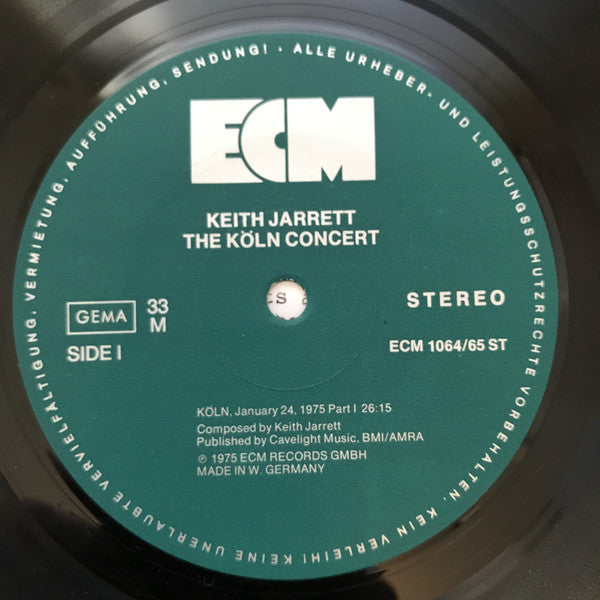 ALLE URHEBER- UND LEISTUNGSSCHUTZRECHTE VORBEHALTEN. KEIN VERLEIH! KEINE UNERLAUBTE VERVIELFÄLTIGUNG, VERMIETUNG, AUFFÜHRUNG, SENDUNG! ·
ECM
KEITH JARRETT
THE KÖLN CONCERT
GEMA
33
M
STEREO
SIDE I
ECM 1064/65 ST
KÖLN, January 24, 1975 Part I 26:15
Composed by Keith Jarrett
Published by Cavelight Music, BMI/AMRA
℗ 1975 ECM RECORDS GMBH
MADE IN W. GERMANY